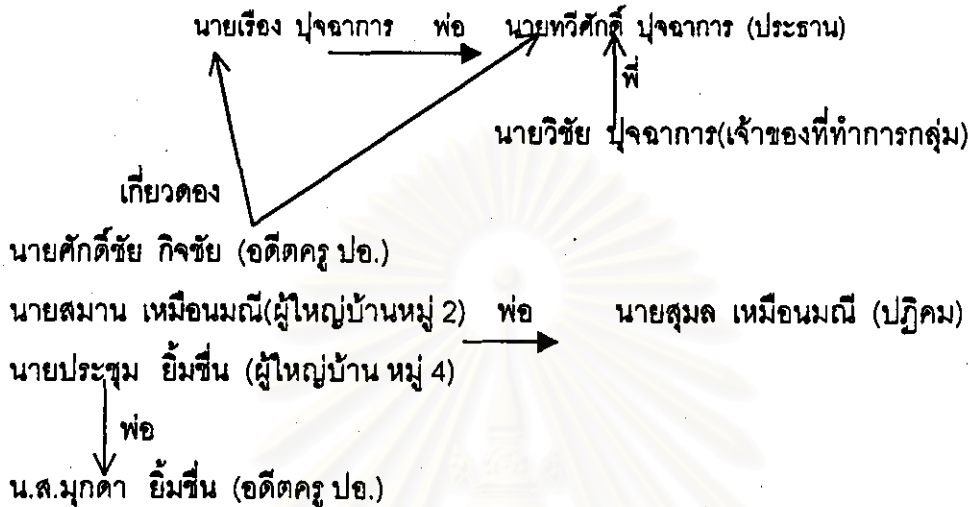 นายเรือง ปุจฉาการ พ่อ นายทวีศักดิ์ ปุจฉาการ (ประธาน)
พี่
นายวิชัย ปุจฉาการ(เจ้าของที่ทำการกลุ่ม)
เกี่ยวดอง
นายศักดิ์ชัย กิจชัย (อดีตครู ปอ.)
นายสมาน เหมือนมณี(ผู้ใหญ่บ้านหมู่ 2) พ่อ นายสุมล เหมือนมณี (ปฎิคม)
นายประชุม ยิ้มชื่น (ผู้ใหญ่บ้าน หมู่ 4)
พ่อ
น.ส.มุกดา ยิ้มชื่น (อดีตครู ปอ.)